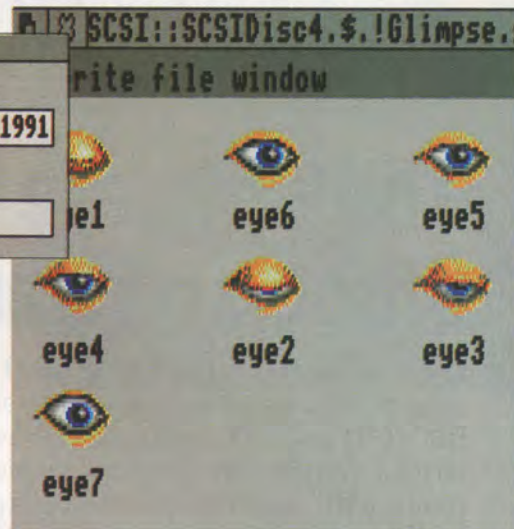 SCSI::SCSIDisc4.$.!Glimpse.
rite file window
1991
ye1 eye6 eye5
eye4 eye2 eye3
eye7